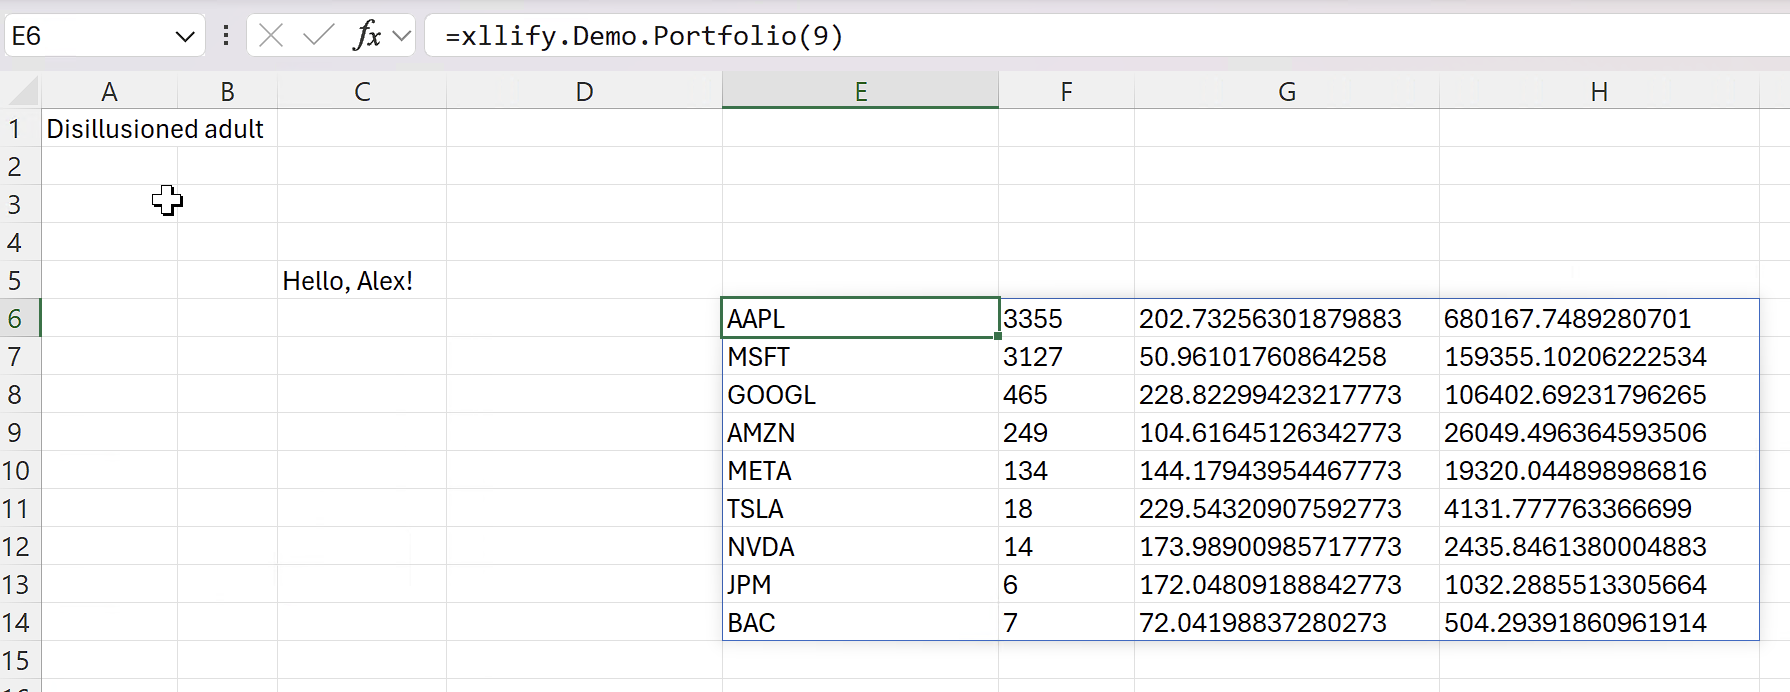 E6 fx =xllify.Demo.Portfolio(9)
A B C D E F G H
1 Disillusioned adult
2
3
4
5 Hello, Alex!
6 AAPL 3355 202.73256301879883 680167.7489280701
7 MSFT 3127 50.96101760864258 159355.10206222534
8 GOOGL 465 228.82299423217773 106402.69231796265
9 AMZN 249 104.61645126342773 26049.496364593506
10 META 134 144.17943954467773 19320.044898986816
11 TSLA 18 229.54320907592773 4131.777763366699
12 NVDA 14 173.98900985717773 2435.8461380004883
13 JPM 6 172.04809188842773 1032.2885513305664
14 BAC 7 72.04198837280273 504.29391860961914
15